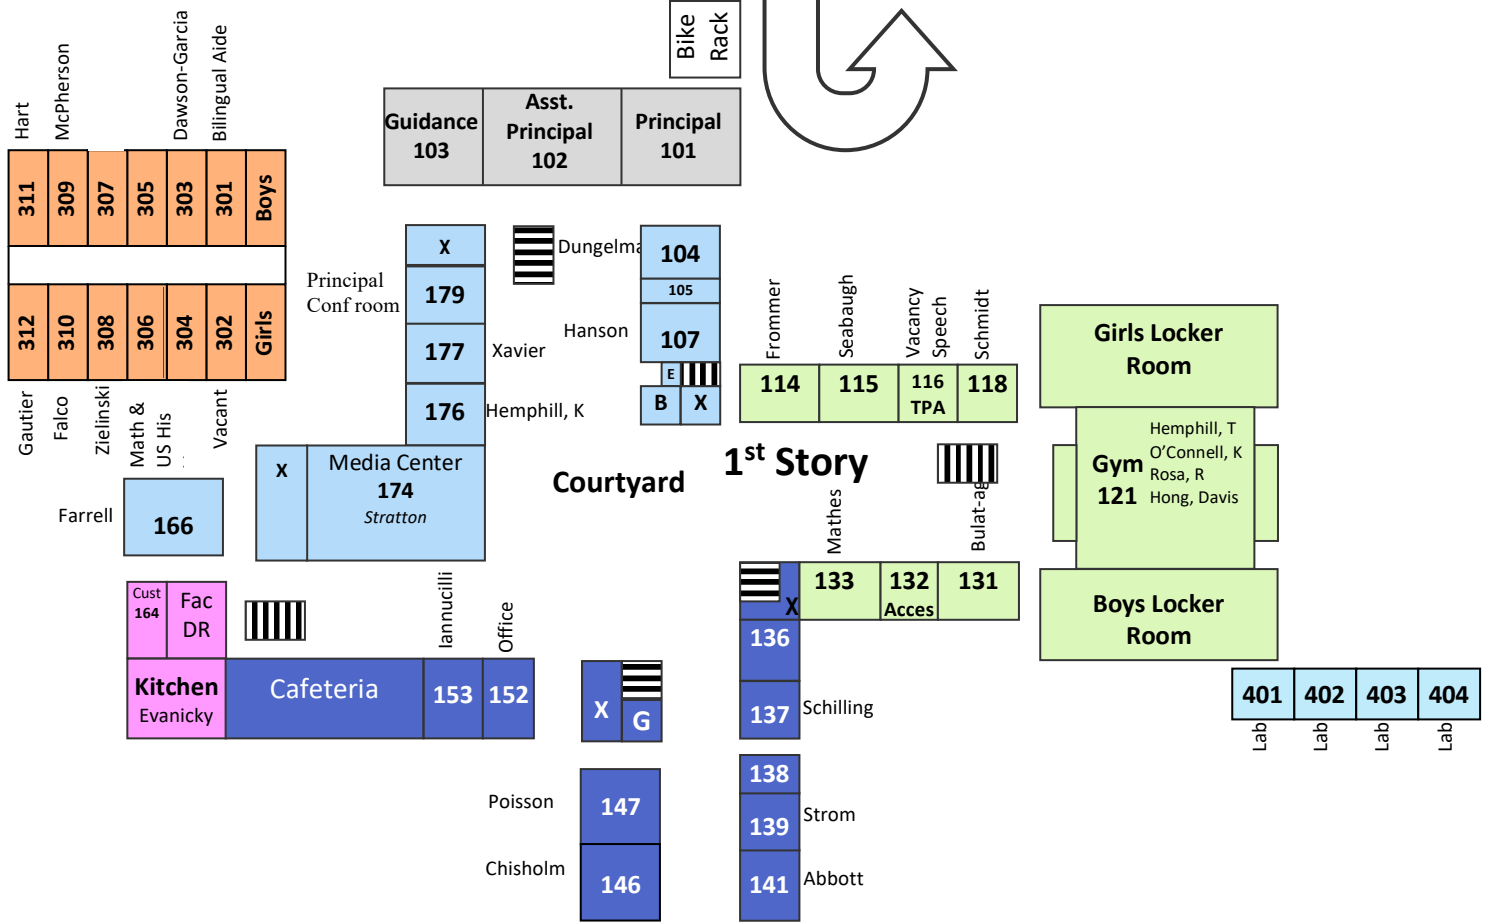 Bike
Rack
Hart
McPherson
Dawson-Garcia
Bilingual Aide
Guidance
103
Asst.
Principal
102
Principal
101
311
309
307
305
303
301
Boys
312
310
308
306
304
302
Girls
Gautier
Falco
Zielinski
Math &
US His
Vacant
Principal
Conf room
X
179
177
Xavier
176
Hemphill, K
Dungelma
104
105
Hanson
107
E
B
X
Frommer
Seabaugh
Vacancy
Speech
Schmidt
114
115
116
TPA
118
Girls Locker
Room
Gym
121
Hemphill, T
O'Connell, K
Rosa, R
Hong, Davis
Boys Locker
Room
X
Media Center
174
Stratton
Courtyard
1st Story
Farrell
166
Mathes
Bulat-ag
133
132
Acces
131
X
136
137
Schilling
Cust
164
Fac
DR
Kitchen
Evanicky
Cafeteria
Iannucilli
153
Office
152
X
G
401
402
403
404
Lab
Lab
Lab
Lab
Poisson
147
Chisholm
146
138
139
Strom
141
Abbott